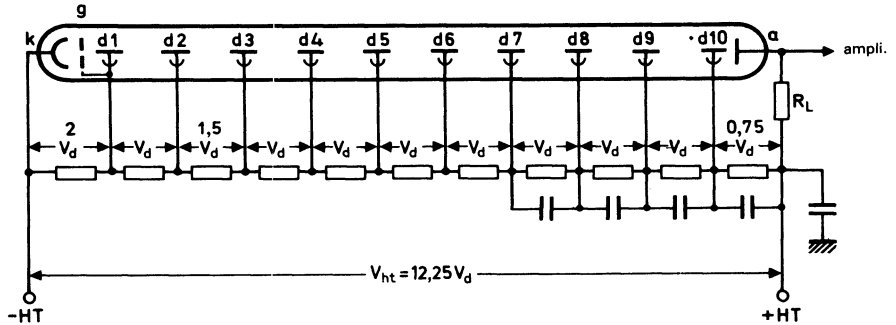 g
k d1 d2 d3 d4 d5 d6 d7 d8 d9 d10 a ampli.
R_L
2 1,5 0,75
V_d V_d V_d V_d V_d V_d V_d V_d V_d V_d V_d
V_ht = 12,25 V_d
-HT +HT